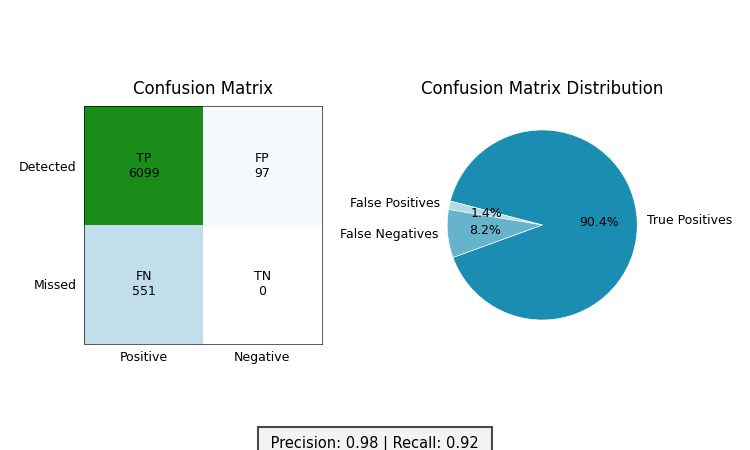 Confusion Matrix
Detected
Missed
TP
6099
FP
97
FN
551
TN
0
Positive
Negative
Confusion Matrix Distribution
False Positives
False Negatives
True Positives
1.4%
8.2%
90.4%
Precision: 0.98 | Recall: 0.92